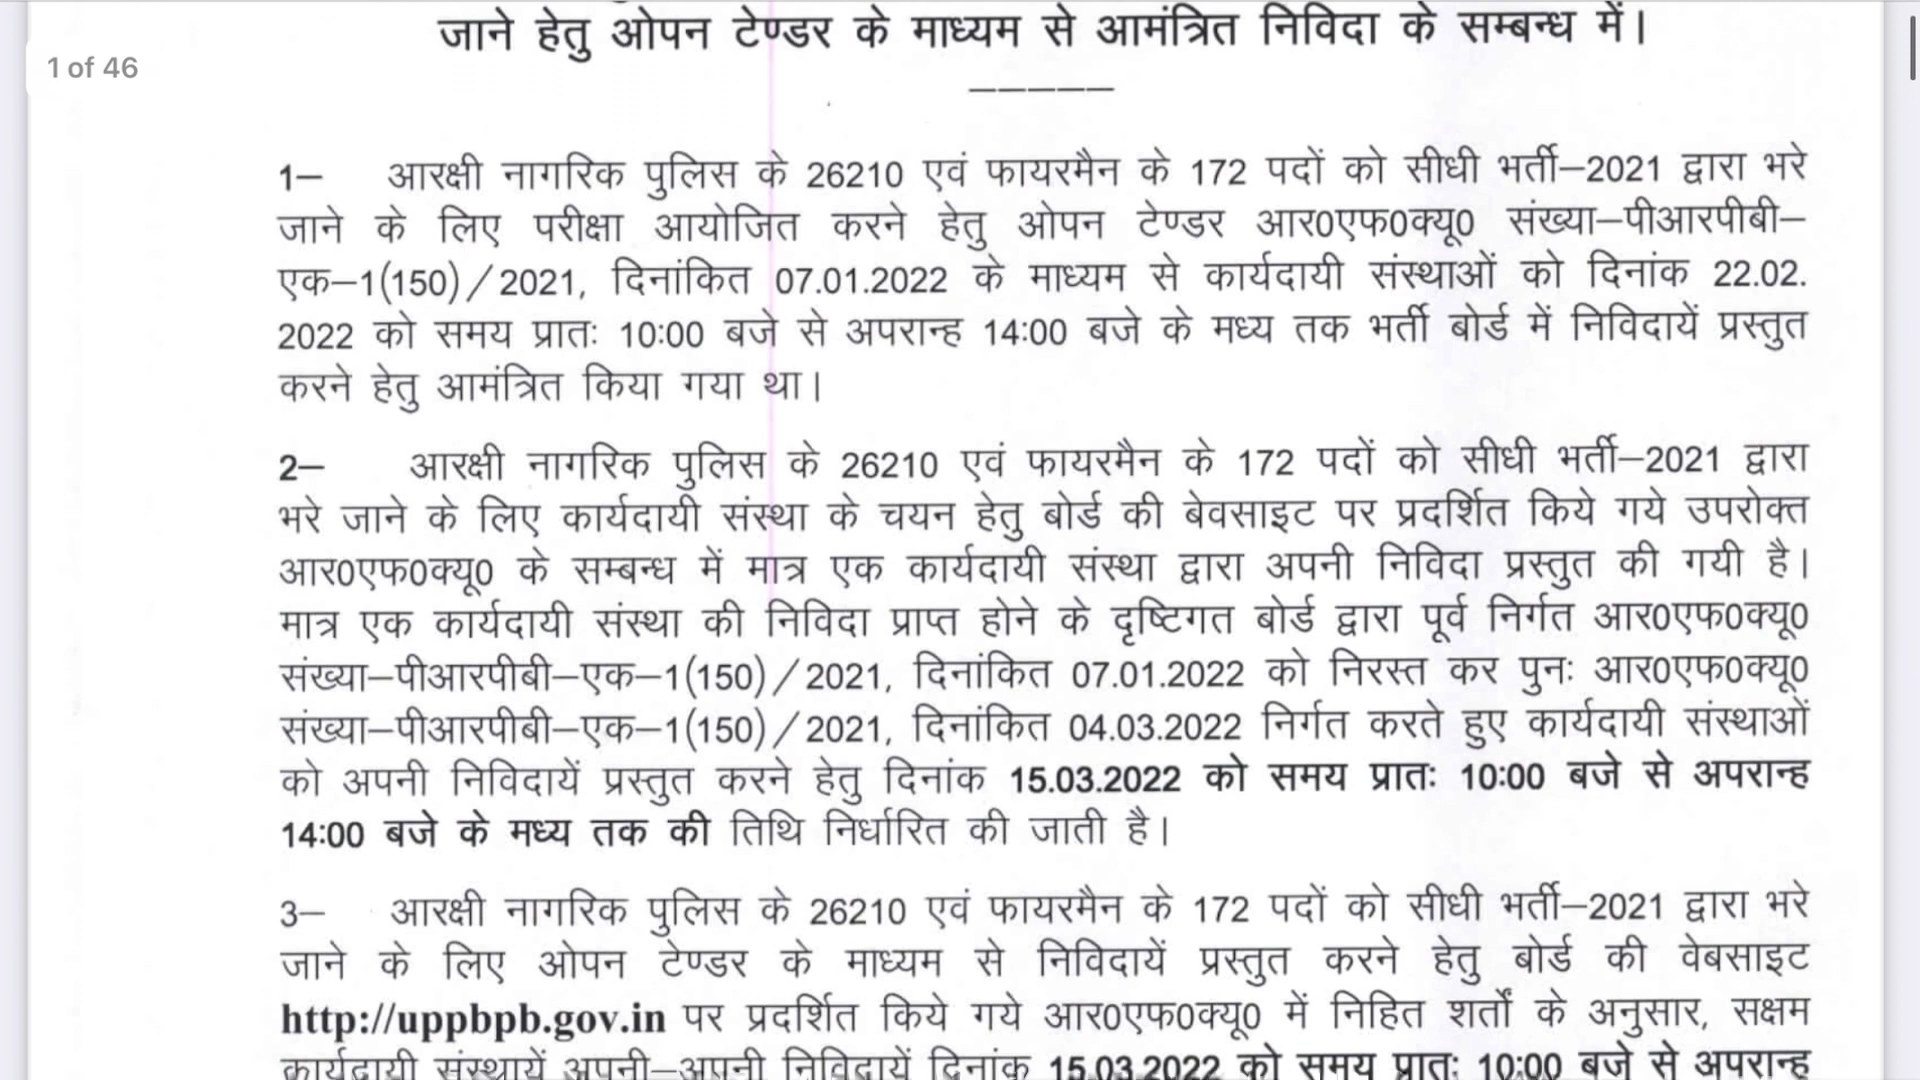 जाने हेतु ओपन टेण्डर के माध्यम से आमंत्रित निविदा के सम्बन्ध में।
1 of 46
-----
1– आरक्षी नागरिक पुलिस के 26210 एवं फायरमैन के 172 पदों को सीधी भर्ती–2021 द्वारा भरे
जाने के लिए परीक्षा आयोजित करने हेतु ओपन टेण्डर आर0एफ0क्यू0 संख्या–पीआरपीबी–
एक–1(150)/2021, दिनांकित 07.01.2022 के माध्यम से कार्यदायी संस्थाओं को दिनांक 22.02.
2022 को समय प्रातः 10:00 बजे से अपरान्ह 14:00 बजे के मध्य तक भर्ती बोर्ड में निविदायें प्रस्तुत
करने हेतु आमंत्रित किया गया था।
2– आरक्षी नागरिक पुलिस के 26210 एवं फायरमैन के 172 पदों को सीधी भर्ती–2021 द्वारा
भरे जाने के लिए कार्यदायी संस्था के चयन हेतु बोर्ड की बेवसाइट पर प्रदर्शित किये गये उपरोक्त
आर0एफ0क्यू0 के सम्बन्ध में मात्र एक कार्यदायी संस्था द्वारा अपनी निविदा प्रस्तुत की गयी है।
मात्र एक कार्यदायी संस्था की निविदा प्राप्त होने के दृष्टिगत बोर्ड द्वारा पूर्व निर्गत आर0एफ0क्यू0
संख्या–पीआरपीबी–एक–1(150)/2021, दिनांकित 07.01.2022 को निरस्त कर पुनः आर0एफ0क्यू0
संख्या–पीआरपीबी–एक–1(150)/2021, दिनांकित 04.03.2022 निर्गत करते हुए कार्यदायी संस्थाओं
को अपनी निविदायें प्रस्तुत करने हेतु दिनांक 15.03.2022 को समय प्रातः 10:00 बजे से अपरान्ह
14:00 बजे के मध्य तक की तिथि निर्धारित की जाती है।
3– आरक्षी नागरिक पुलिस के 26210 एवं फायरमैन के 172 पदों को सीधी भर्ती–2021 द्वारा भरे
जाने के लिए ओपन टेण्डर के माध्यम से निविदायें प्रस्तुत करने हेतु बोर्ड की वेबसाइट
http://uppbpb.gov.in पर प्रदर्शित किये गये आर0एफ0क्यू0 में निहित शर्तों के अनुसार, सक्षम
कार्यदायी संस्थायें अपनी–अपनी निविदायें दिनांक 15.03.2022 को समय प्रातः 10:00 बजे से अपरान्ह